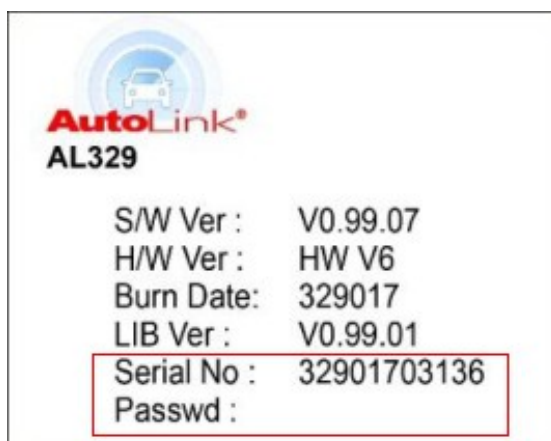 AutoLink®
AL329
S/W Ver : V0.99.07
H/W Ver : HW V6
Burn Date: 329017
LIB Ver : V0.99.01
Serial No : 32901703136
Passwd :